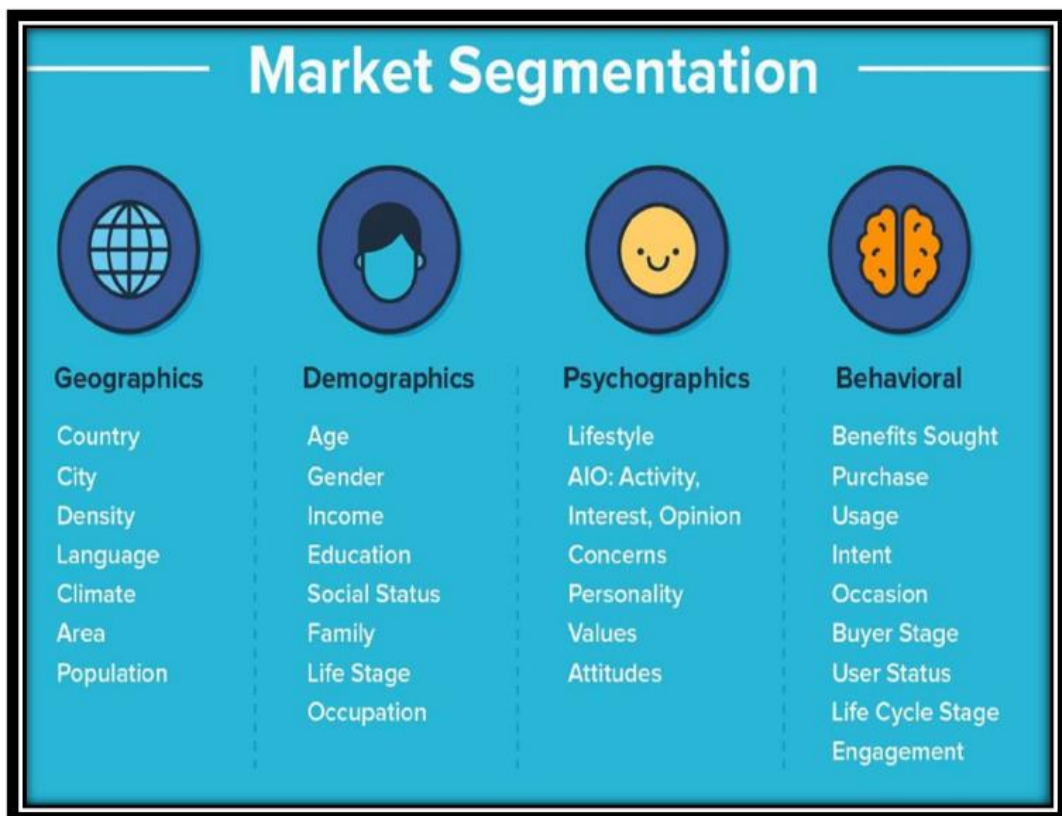 Market Segmentation
Geographics
Country
City
Density
Language
Climate
Area
Population
Demographics
Age
Gender
Income
Education
Social Status
Family
Life Stage
Occupation
Psychographics
Lifestyle
AIO: Activity,
Interest, Opinion
Concerns
Personality
Values
Attitudes
Behavioral
Benefits Sought
Purchase
Usage
Intent
Occasion
Buyer Stage
User Status
Life Cycle Stage
Engagement